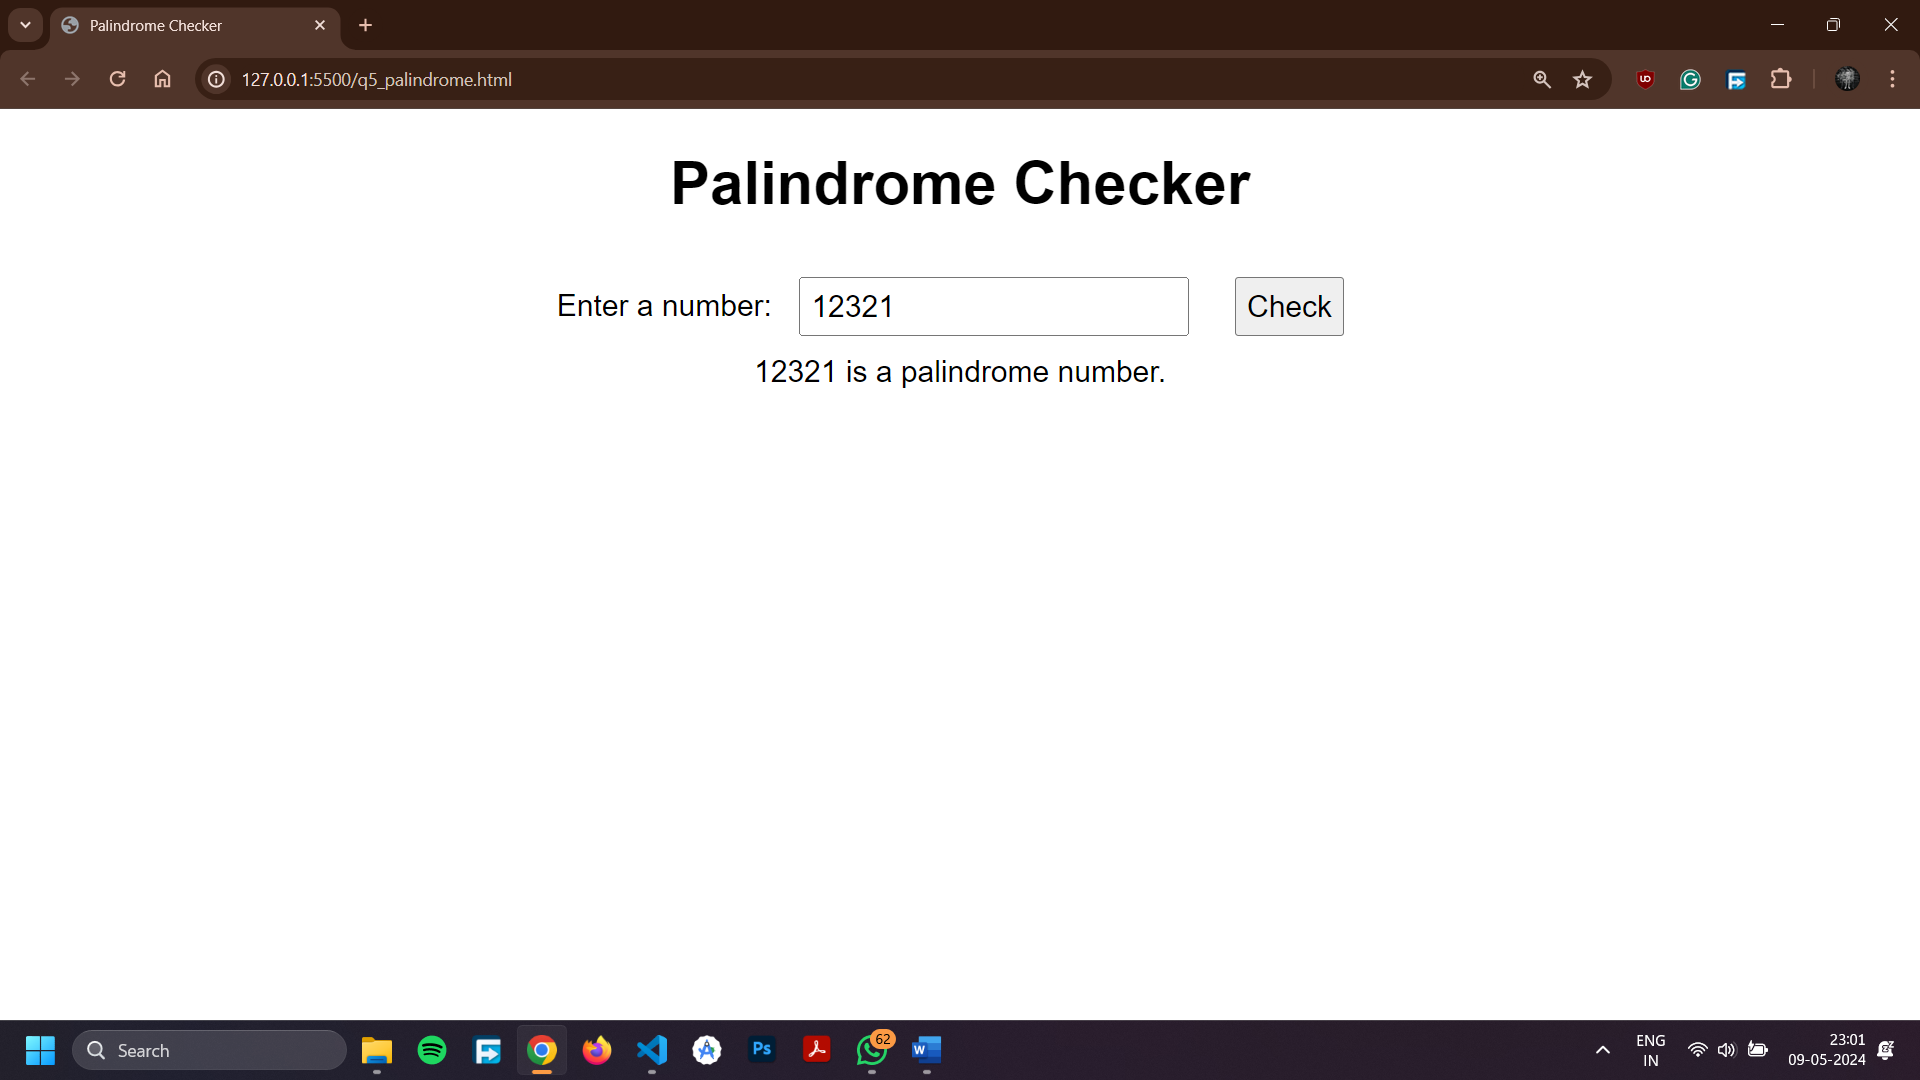 Palindrome Checker
127.0.0.1:5500/q5_palindrome.html
Palindrome Checker
Enter a number: 12321 Check
12321 is a palindrome number.
Search
Ps
62
W
ENG
IN
23:01
09-05-2024